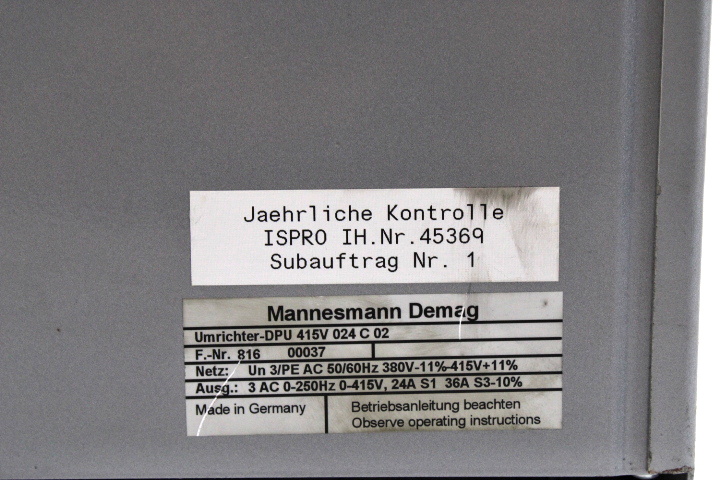 Jaehrliche Kontrolle
ISPRO IH.Nr.45369
Subauftrag Nr. 1
Mannesmann Demag
Umrichter-DPU 415V 024 C 02
F.-Nr. 816 00037
Netz: Un 3/PE AC 50/60Hz 380V-11%-415V+11%
Ausg.: 3 AC 0-250Hz 0-415V, 24A S1 36A S3-10%
Made in Germany
Betriebsanleitung beachten
Observe operating instructions